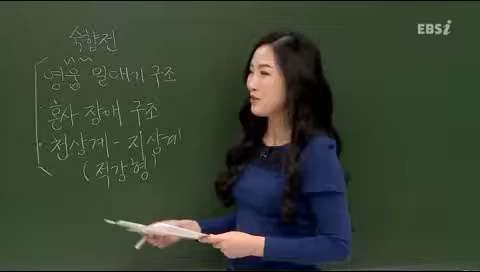 숙향전
영웅 일대기 구조
· 혼사 장애 구조
· 천상계 - 지상계
(적강형)
EBSi